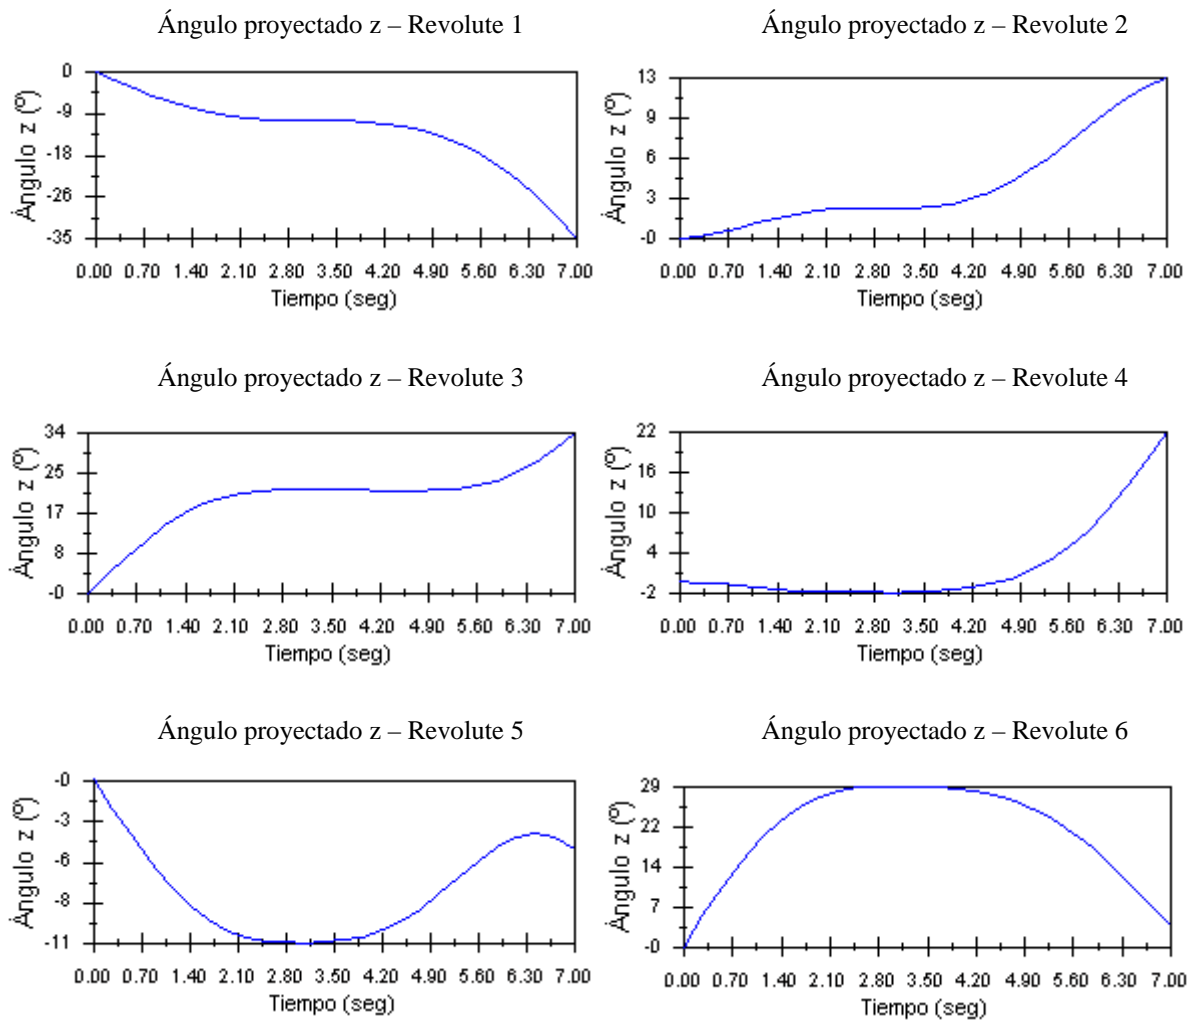 Ángulo proyectado z – Revolute 1
Ángulo z (º)
0
-9
-18
-26
-35
0.00 0.70 1.40 2.10 2.80 3.50 4.20 4.90 5.60 6.30 7.00
Tiempo (seg)
Ángulo proyectado z – Revolute 2
Ángulo z (º)
13
9
6
3
-0
0.00 0.70 1.40 2.10 2.80 3.50 4.20 4.90 5.60 6.30 7.00
Tiempo (seg)
Ángulo proyectado z – Revolute 3
Ángulo z (º)
34
25
17
8
-0
0.00 0.70 1.40 2.10 2.80 3.50 4.20 4.90 5.60 6.30 7.00
Tiempo (seg)
Ángulo proyectado z – Revolute 4
Ángulo z (º)
22
16
10
4
-2
0.00 0.70 1.40 2.10 2.80 3.50 4.20 4.90 5.60 6.30 7.00
Tiempo (seg)
Ángulo proyectado z – Revolute 5
Ángulo z (º)
-0
-3
-6
-8
-11
0.00 0.70 1.40 2.10 2.80 3.50 4.20 4.90 5.60 6.30 7.00
Tiempo (seg)
Ángulo proyectado z – Revolute 6
Ángulo z (º)
29
22
14
7
-0
0.00 0.70 1.40 2.10 2.80 3.50 4.20 4.90 5.60 6.30 7.00
Tiempo (seg)